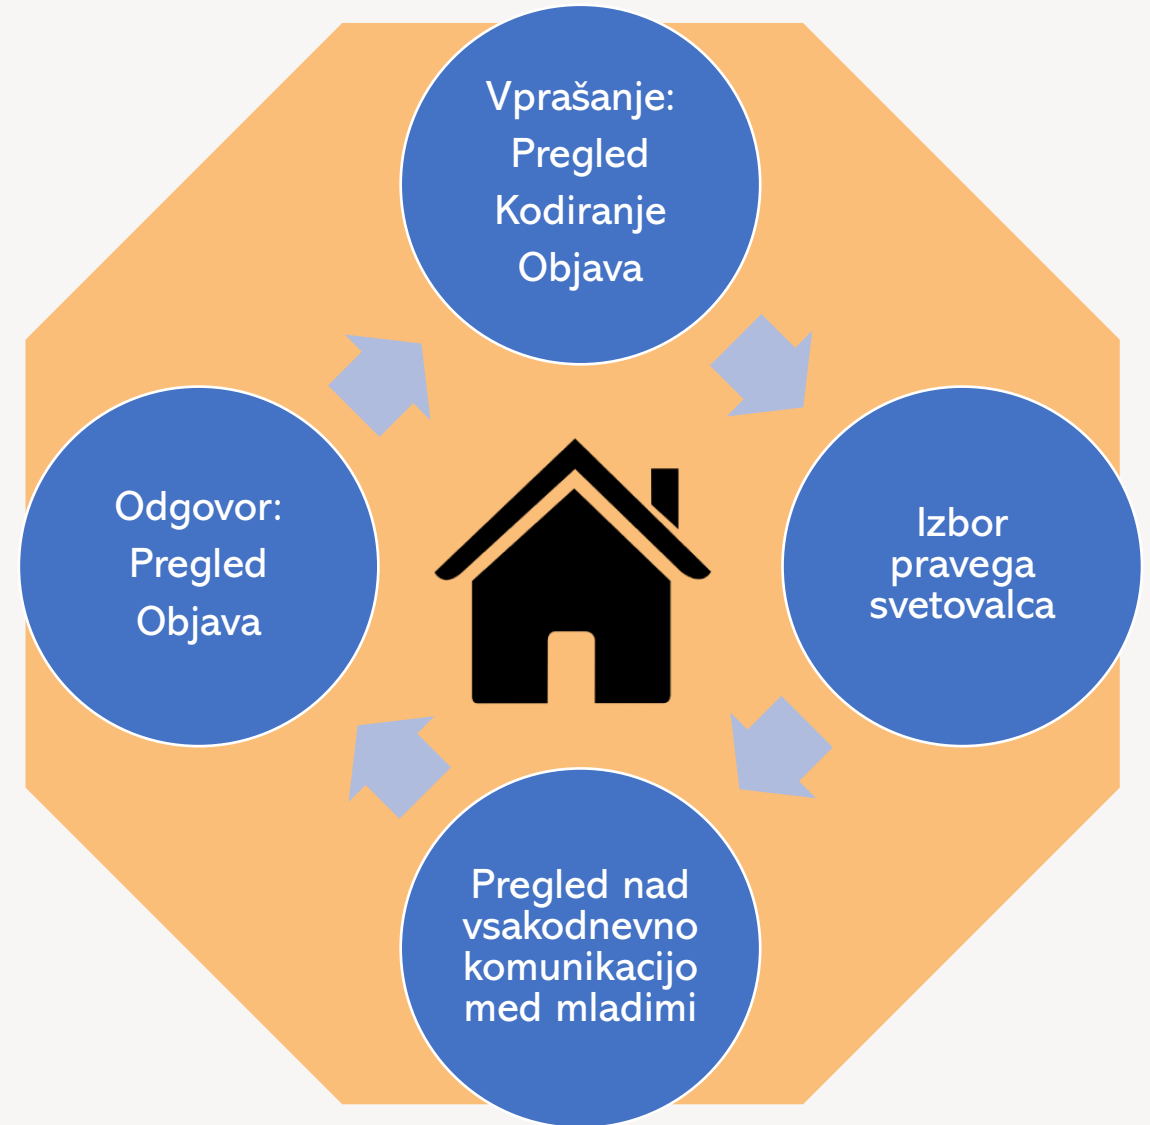 Vprašanje:
Pregled
Kodiranje
Objava
Izbor
pravega
svetovalca
Pregled nad
vsakodnevno
komunikacijo
med mladimi
Odgovor:
Pregled
Objava